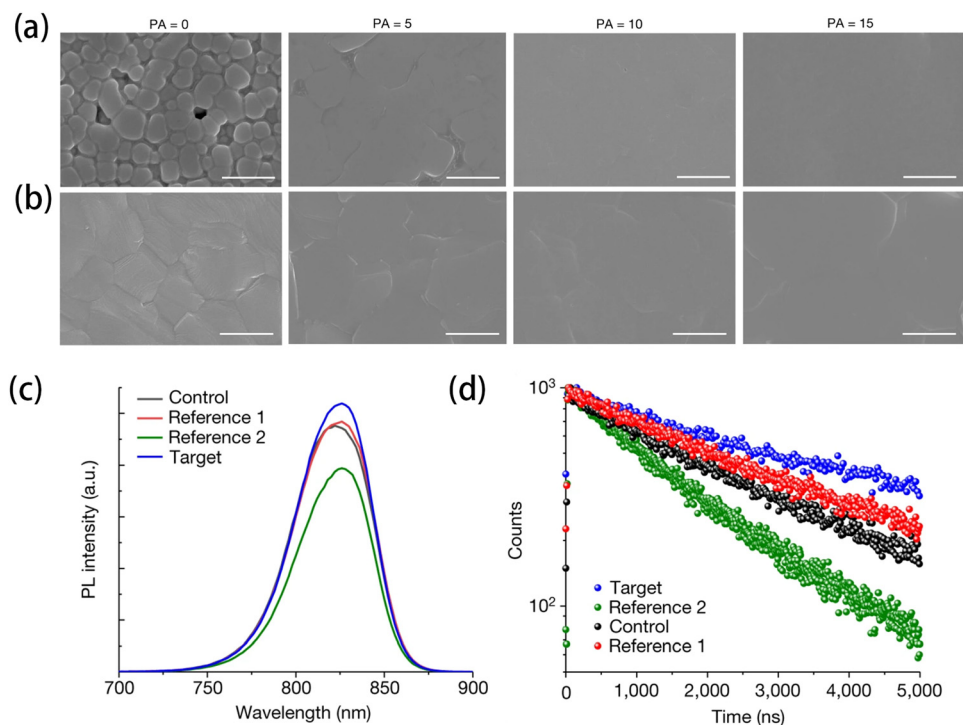 (a)
PA = 0 PA = 5 PA = 10 PA = 15
(b)
(c)
Control
Reference 1
Reference 2
Target
PL intensity (a.u.)
700 750 800 850 900
Wavelength (nm)
(d)
10³
10²
Counts
Target
Reference 2
Control
Reference 1
0 1,000 2,000 3,000 4,000 5,000
Time (ns)